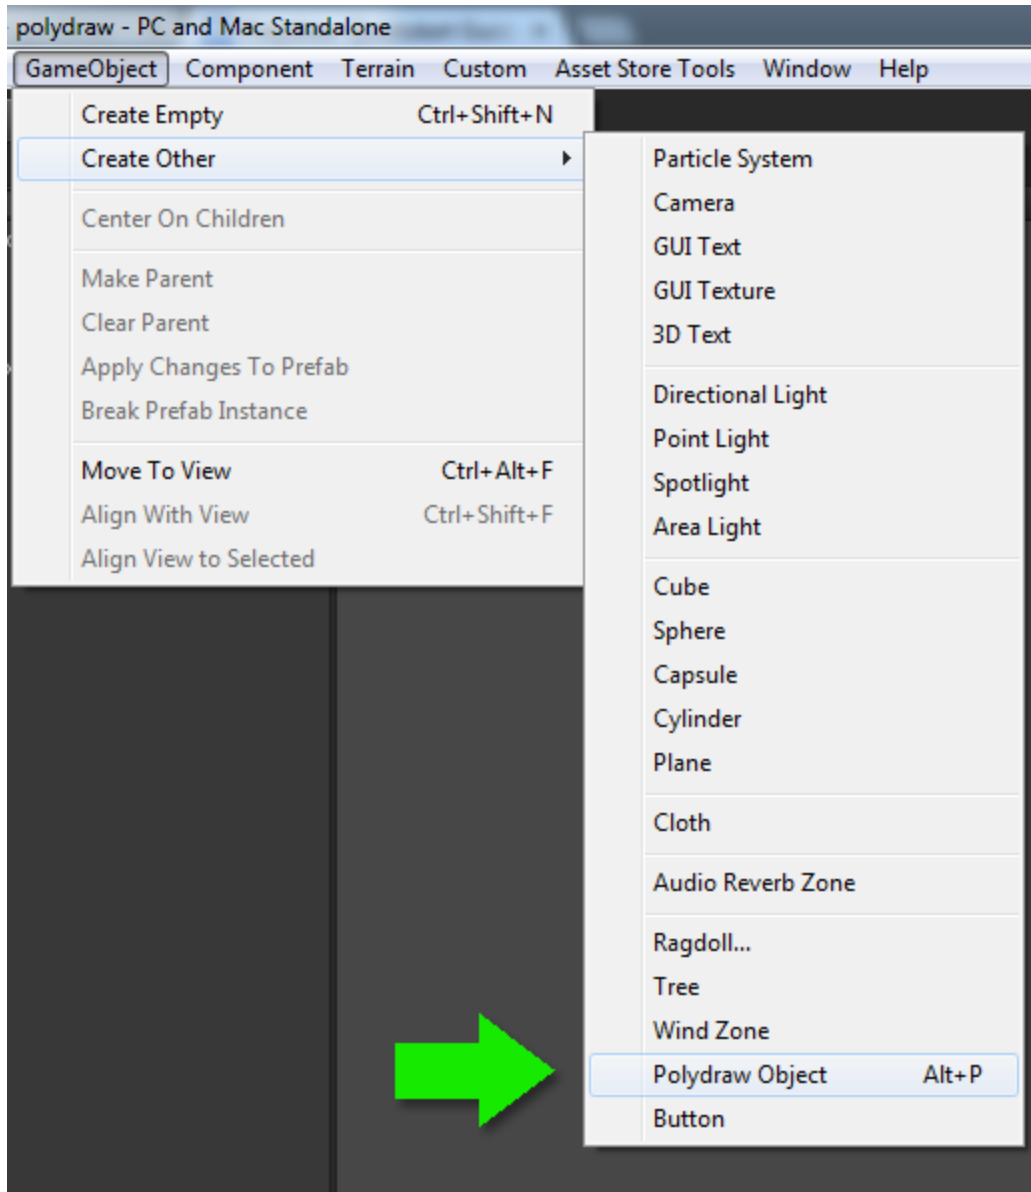 polydraw - PC and Mac Standalone
GameObject Component Terrain Custom Asset Store Tools Window Help
Create Empty Ctrl+Shift+N
Create Other
Center On Children
Make Parent
Clear Parent
Apply Changes To Prefab
Break Prefab Instance
Move To View Ctrl+Alt+F
Align With View Ctrl+Shift+F
Align View to Selected
Particle System
Camera
GUI Text
GUI Texture
3D Text
Directional Light
Point Light
Spotlight
Area Light
Cube
Sphere
Capsule
Cylinder
Plane
Cloth
Audio Reverb Zone
Ragdoll...
Tree
Wind Zone
Polydraw Object Alt+P
Button